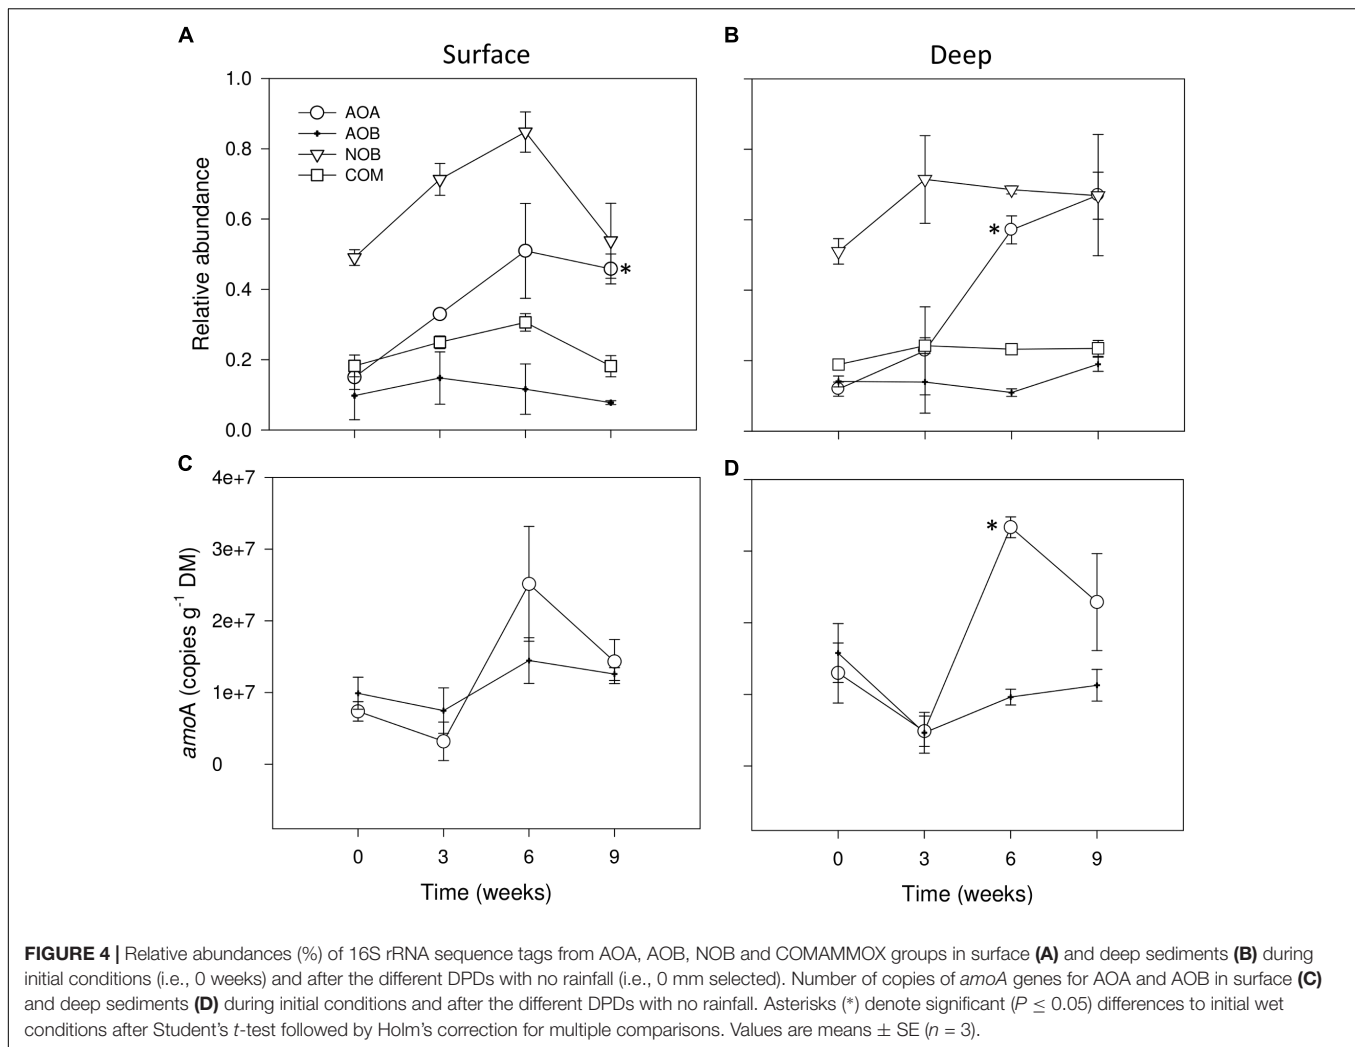 A
Surface
B
Deep
1.0
0.8
0.6
0.4
0.2
0.0
Relative abundance
AOA
AOB
NOB
COM
*
*
C
D
4e+7
3e+7
2e+7
1e+7
0
amoA (copies g⁻¹ DM)
*
0 3 6 9
Time (weeks)
0 3 6 9
Time (weeks)
FIGURE 4 | Relative abundances (%) of 16S rRNA sequence tags from AOA, AOB, NOB and COMAMMOX groups in surface (A) and deep sediments (B) during
initial conditions (i.e., 0 weeks) and after the different DPDs with no rainfall (i.e., 0 mm selected). Number of copies of amoA genes for AOA and AOB in surface (C)
and deep sediments (D) during initial conditions and after the different DPDs with no rainfall. Asterisks (*) denote significant (P ≤ 0.05) differences to initial wet
conditions after Student's t-test followed by Holm's correction for multiple comparisons. Values are means ± SE (n = 3).